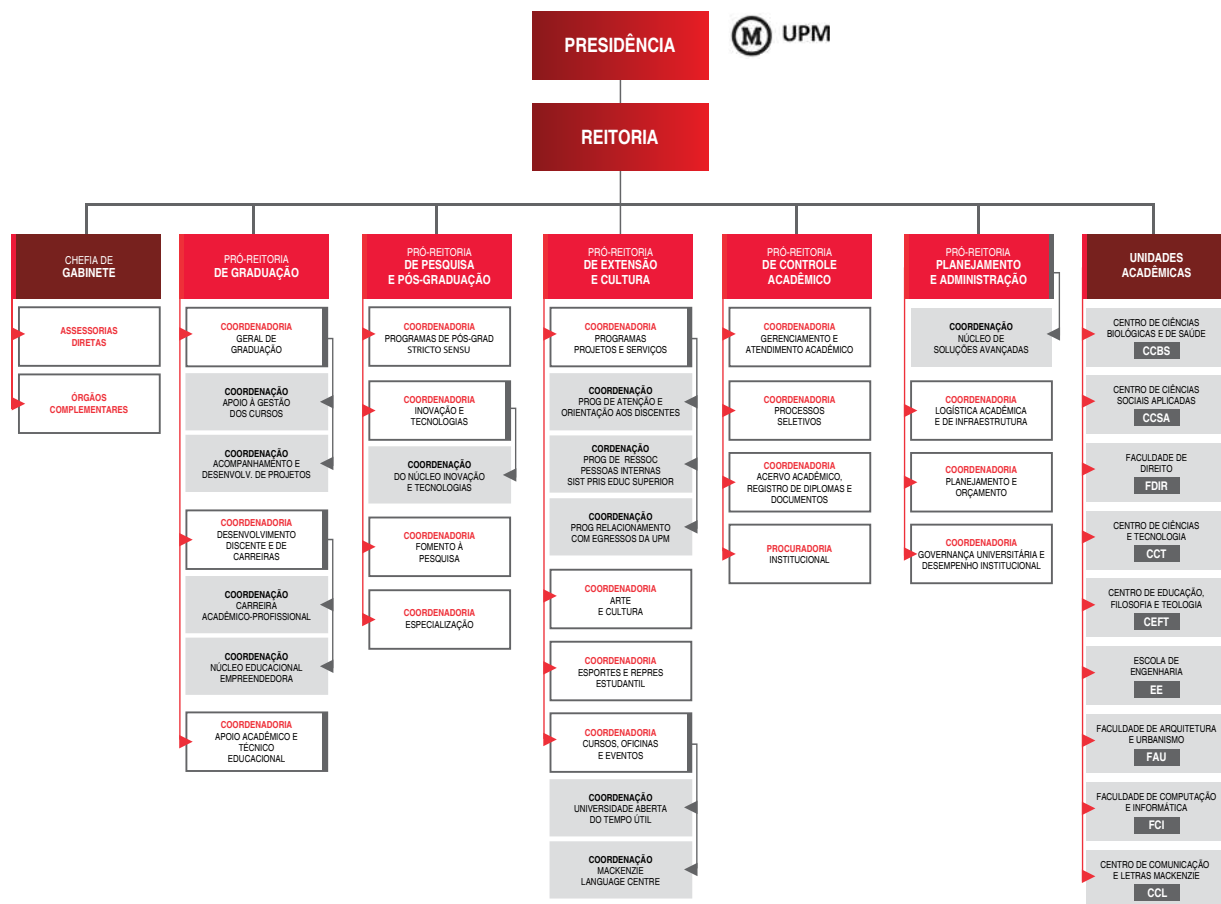 PRESIDÊNCIA
M UPM
REITORIA
CHEFIA DE
GABINETE
ASSESSORIAS
DIRETAS
ÓRGÃOS
COMPLEMENTARES
PRÓ-REITORIA
DE GRADUAÇÃO
COORDENADORIA
GERAL DE
GRADUAÇÃO
COORDENAÇÃO
APOIO À GESTÃO
DOS CURSOS
COORDENAÇÃO
ACOMPANHAMENTO E
DESENVOLV. DE PROJETOS
COORDENADORIA
DESENVOLVIMENTO
DISCENTE E DE
CARREIRAS
COORDENAÇÃO
CARREIRA
ACADÊMICO-PROFISSIONAL
COORDENAÇÃO
NÚCLEO EDUCACIONAL
EMPREENDEDORA
COORDENADORIA
APOIO ACADÊMICO E
TÉCNICO
EDUCACIONAL
PRÓ-REITORIA
DE PESQUISA
E PÓS-GRADUAÇÃO
COORDENADORIA
PROGRAMAS DE PÓS-GRAD
STRICTO SENSU
COORDENADORIA
INOVAÇÃO E
TECNOLOGIAS
COORDENAÇÃO
DO NÚCLEO INOVAÇÃO
E TECNOLOGIAS
COORDENADORIA
FOMENTO À
PESQUISA
COORDENADORIA
ESPECIALIZAÇÃO
PRÓ-REITORIA
DE EXTENSÃO
E CULTURA
COORDENADORIA
PROGRAMAS
PROJETOS E SERVIÇOS
COORDENAÇÃO
PROG DE ATENÇÃO E
ORIENTAÇÃO AOS DISCENTES
CORDENAÇÃO
PROG DE RESSOC
PESSOAS INTERNAS
SIST PRIS EDUC SUPERIOR
COORDENAÇÃO
PROG RELACIONAMENTO
COM EGRESSOS DA UPM
COORDENADORIA
ARTE
E CULTURA
COORDENADORIA
ESPORTES E REPRES
ESTUDANTIL
COORDENADORIA
CURSOS, OFICINAS
E EVENTOS
COORDENAÇÃO
UNIVERSIDADE ABERTA
DO TEMPO ÚTIL
COORDENAÇÃO
MACKENZIE
LANGUAGE CENTRE
PRÓ-REITORIA
DE CONTROLE
ACADÊMICO
COORDENADORIA
GERENCIAMENTO E
ATENDIMENTO ACADÊMICO
COORDENADORIA
PROCESSOS
SELETIVOS
COORDENADORIA
ACERVO ACADÊMICO,
REGISTRO DE DIPLOMAS E
DOCUMENTOS
PROCURADORIA
INSTITUCIONAL
PRÓ-REITORIA
PLANEJAMENTO
E ADMINISTRAÇÃO
COORDENAÇÃO
NÚCLEO DE
SOLUÇÕES AVANÇADAS
COORDENADORIA
LOGÍSTICA ACADÊMICA
E DE INFRAESTRUTURA
COORDENADORIA
PLANEJAMENTO E
ORÇAMENTO
COORDENADORIA
GOVERNANÇA UNIVERSITÁRIA E
DESEMPENHO INSTITUCIONAL
UNIDADES
ACADÊMICAS
CENTRO DE CIÊNCIAS
BIOLÓGICAS E DE SAÚDE
CCBS
CENTRO DE CIÊNCIAS
SOCIAIS APLICADAS
CCSA
FACULDADE DE
DIREITO
FDIR
CENTRO DE CIÊNCIAS
E TECNOLOGIA
CCT
CENTRO DE EDUCAÇÃO,
FILOSOFIA E TEOLOGIA
CEFT
ESCOLA DE
ENGENHARIA
EE
FACULDADE DE ARQUITETURA
E URBANISMO
FAU
FACULDADE DE COMPUTAÇÃO
E INFORMÁTICA
FCI
CENTRO DE COMUNICAÇÃO
E LETRAS MACKENZIE
CCL